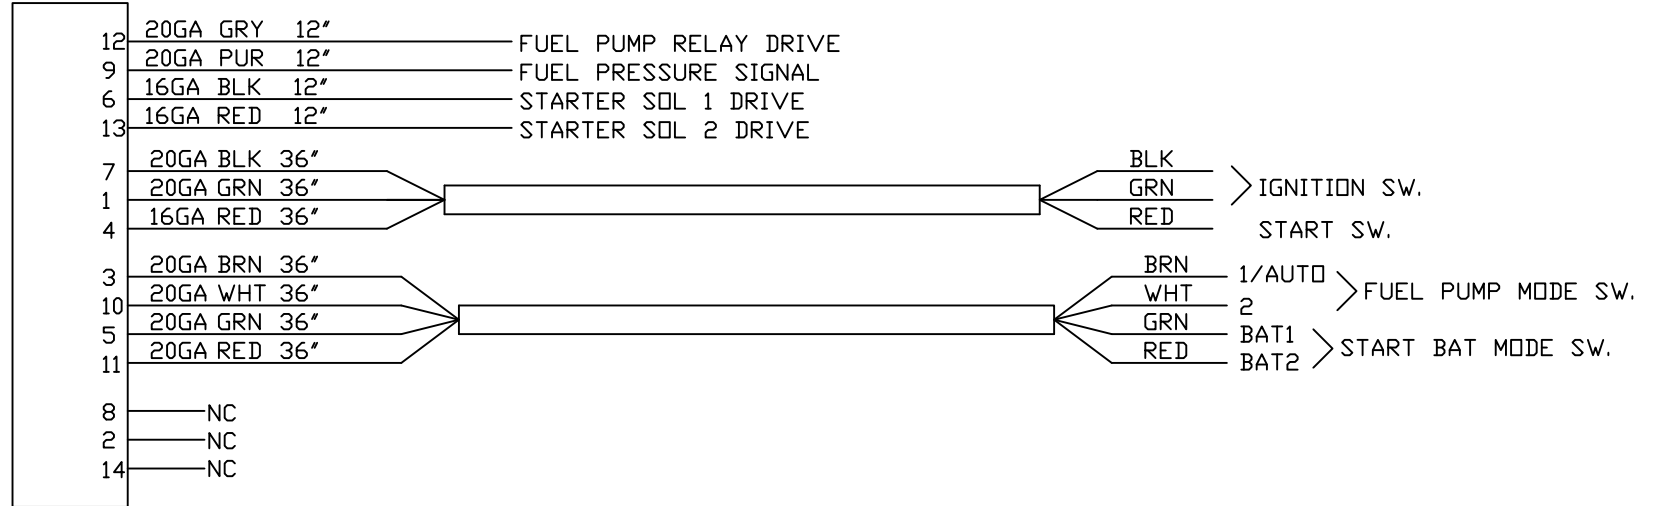 12 20GA GRY 12" FUEL PUMP RELAY DRIVE
9 20GA PUR 12" FUEL PRESSURE SIGNAL
6 16GA BLK 12" STARTER SOL 1 DRIVE
13 16GA RED 12" STARTER SOL 2 DRIVE
7 20GA BLK 36" BLK
1 20GA GRN 36" GRN IGNITION SW.
4 16GA RED 36" RED START SW.
3 20GA BRN 36" BRN 1/AUTO
10 20GA WHT 36" WHT 2 FUEL PUMP MODE SW.
5 20GA GRN 36" GRN BAT1
11 20GA RED 36" RED BAT2 START BAT MODE SW.
8 NC
2 NC
14 NC